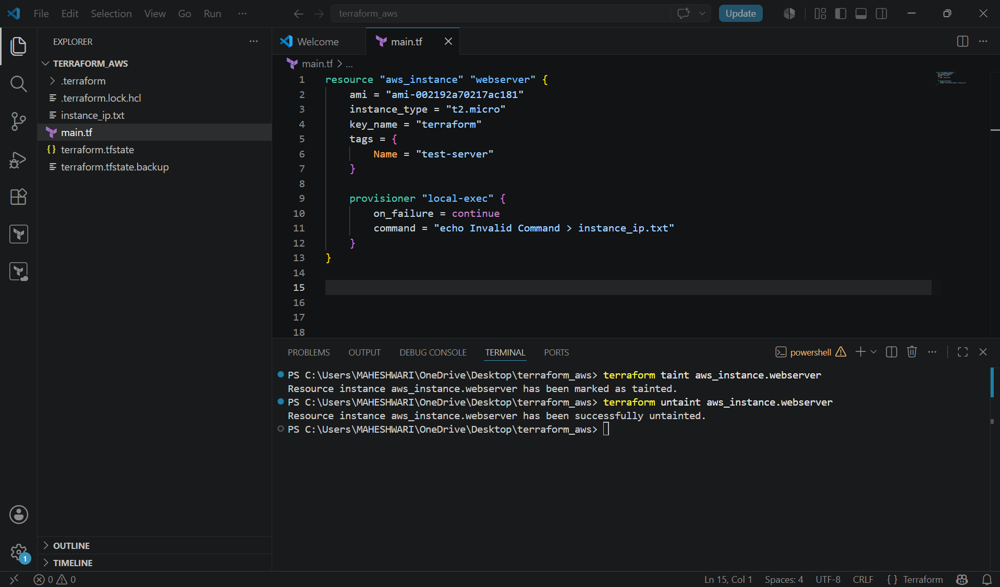 File Edit Selection View Go Run ...
terraform_aws
Update
EXPLORER
TERRAFORM_AWS
.terraform
.terraform.lock.hcl
instance_ip.txt
main.tf
terraform.tfstate
terraform.tfstate.backup
OUTLINE
TIMELINE
Welcome
main.tf
main.tf > ...
1 resource "aws_instance" "webserver" {
2 ami = "ami-002192a70217ac181"
3 instance_type = "t2.micro"
4 key_name = "terraform"
5 tags = {
6 Name = "test-server"
7 }
8
9 provisioner "local-exec" {
10 on_failure = continue
11 command = "echo Invalid Command > instance_ip.txt"
12 }
13 }
14
15
16
17
18
PROBLEMS OUTPUT DEBUG CONSOLE TERMINAL PORTS
powershell
PS C:\Users\MAHESHWARI\OneDrive\Desktop\terraform_aws> terraform taint aws_instance.webserver
Resource instance aws_instance.webserver has been marked as tainted.
PS C:\Users\MAHESHWARI\OneDrive\Desktop\terraform_aws> terraform untaint aws_instance.webserver
Resource instance aws_instance.webserver has been successfully untainted.
PS C:\Users\MAHESHWARI\OneDrive\Desktop\terraform_aws>
1
0 0
Ln 15, Col 1 Spaces: 4 UTF-8 CRLF { } Terraform